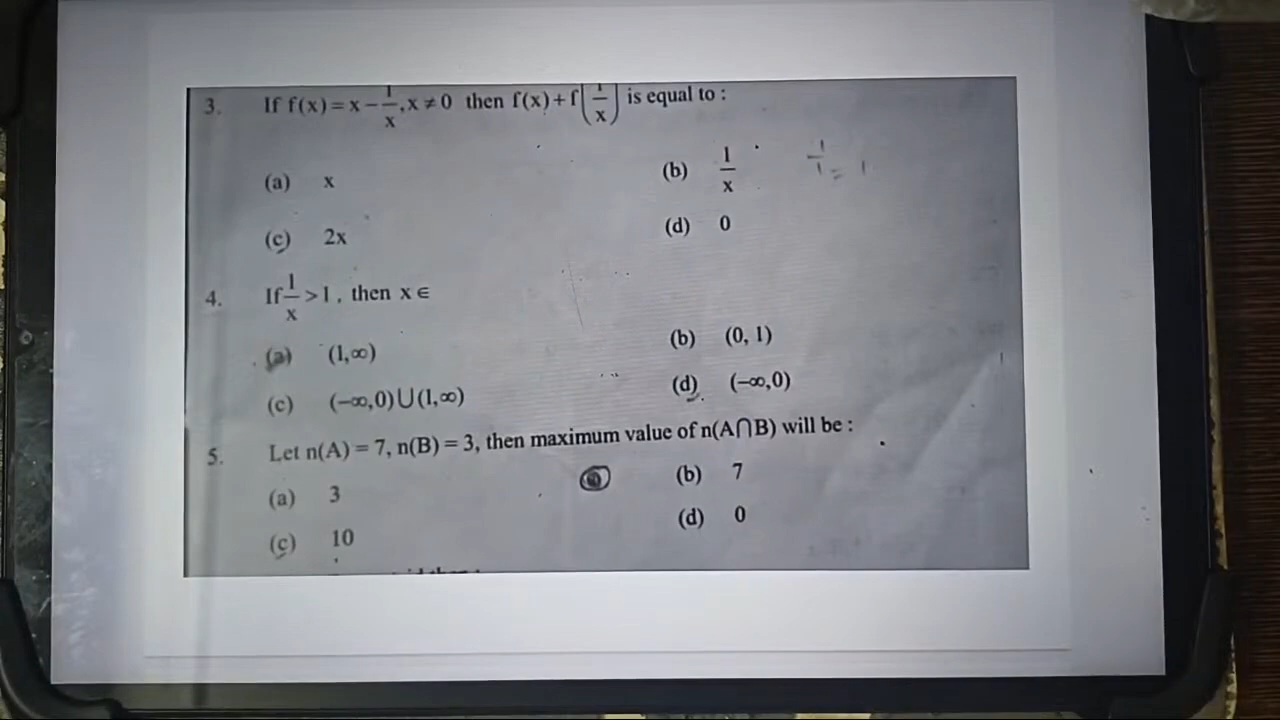 3. If f(x) = x − 1/x, x ≠ 0 then f(x) + f(1/x) is equal to :
(a) x (b) 1/x
(c) 2x (d) 0
4. If 1/x > 1, then x ∈
(a) (1,∞) (b) (0, 1)
(c) (−∞,0)⋃(1,∞) (d) (−∞,0)
5. Let n(A) = 7, n(B) = 3, then maximum value of n(A⋂B) will be :
(a) 3 (b) 7
(c) 10 (d) 0